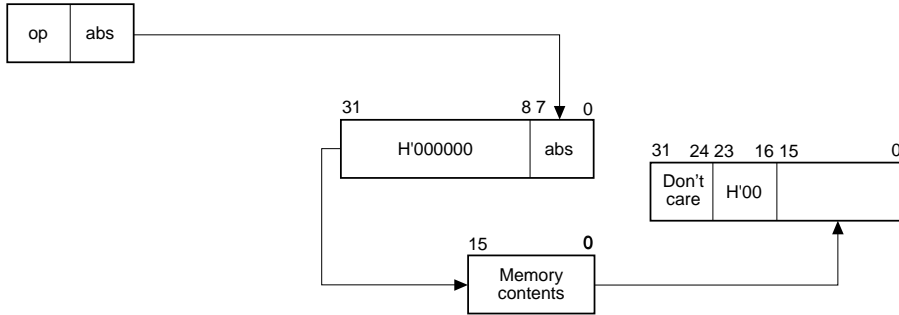 op abs
31 8 7 0
H'000000 abs
31 24 23 16 15 0
Don't
care
H'00
15 0
Memory
contents